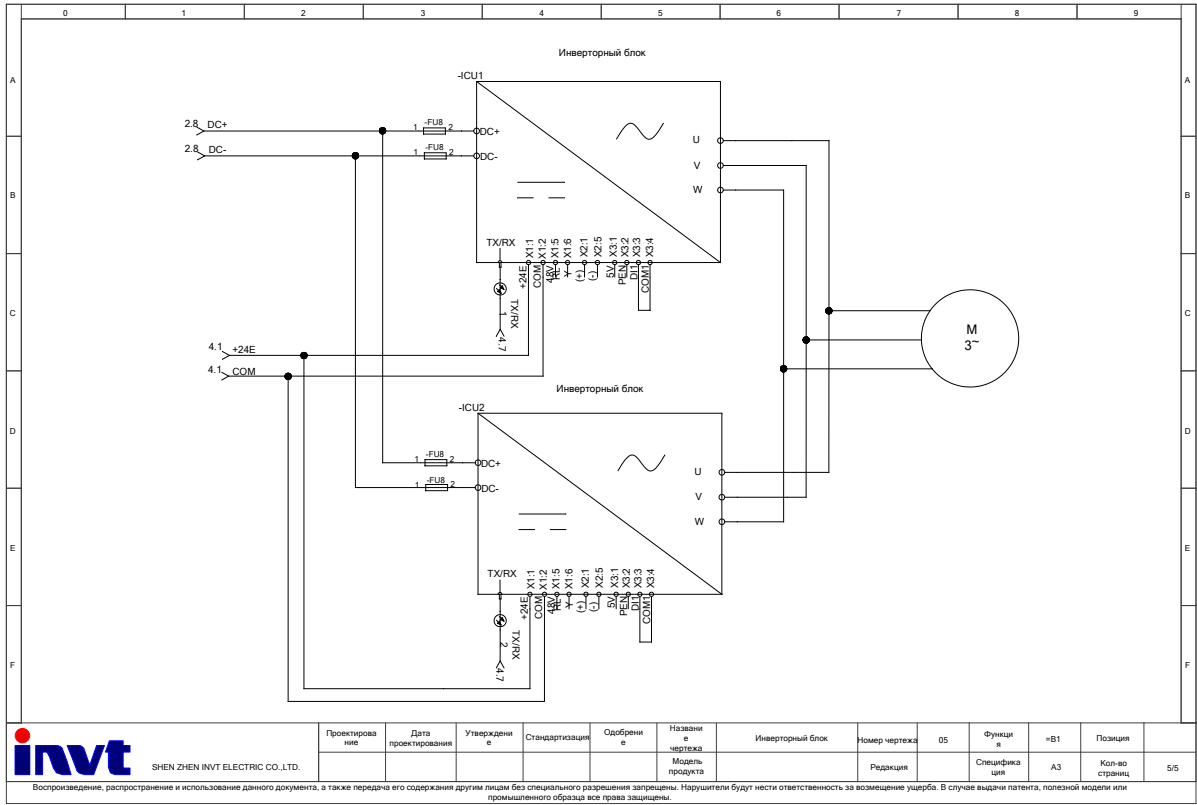 0 1 2 3 4 5 6 7 8 9
Инверторный блок
A A
-ICU1
2.8 DC+ 1 -FU8 2 DC+
U
2.8 DC- 1 -FU8 2 DC-
V
B W B
TX/RX X1:1 X1:2 X1:5 X1:6 X2:1 X2:5 X3:1 X3:2 X3:3 X3:4
+24E COM 48V RL Y (+) (-) 5V PEN DI1 COM1
C C
TX/RX
1
4.7
M
3~
4.1 +24E
4.1 COM
Инверторный блок
-ICU2
D D
1 -FU8 2 DC+
U
1 -FU8 2 DC-
V
W
E E
TX/RX X1:1 X1:2 X1:5 X1:6 X2:1 X2:5 X3:1 X3:2 X3:3 X3:4
+24E COM 48V RL Y (+) (-) 5V PEN DI1 COM1
TX/RX
2
4.7
F F
invt
SHEN ZHEN INVT ELECTRIC CO.,LTD.
Проектирова
ние
Дата
проектирования
Утверждени
е
Стандартизация
Одобрени
е
Названи
е
чертежа
Инверторный блок
Номер чертежа
05
Функци
я
=B1
Позиция
Модель
продукта
Редакция
Специфика
ция
A3
Кол-во
страниц
5/5
Воспроизведение, распространение и использование данного документа, а также передача его содержания другим лицам без специального разрешения запрещены. Нарушители будут нести ответственность за возмещение ущерба. В случае выдачи патента, полезной модели или
промышленного образца все права защищены.